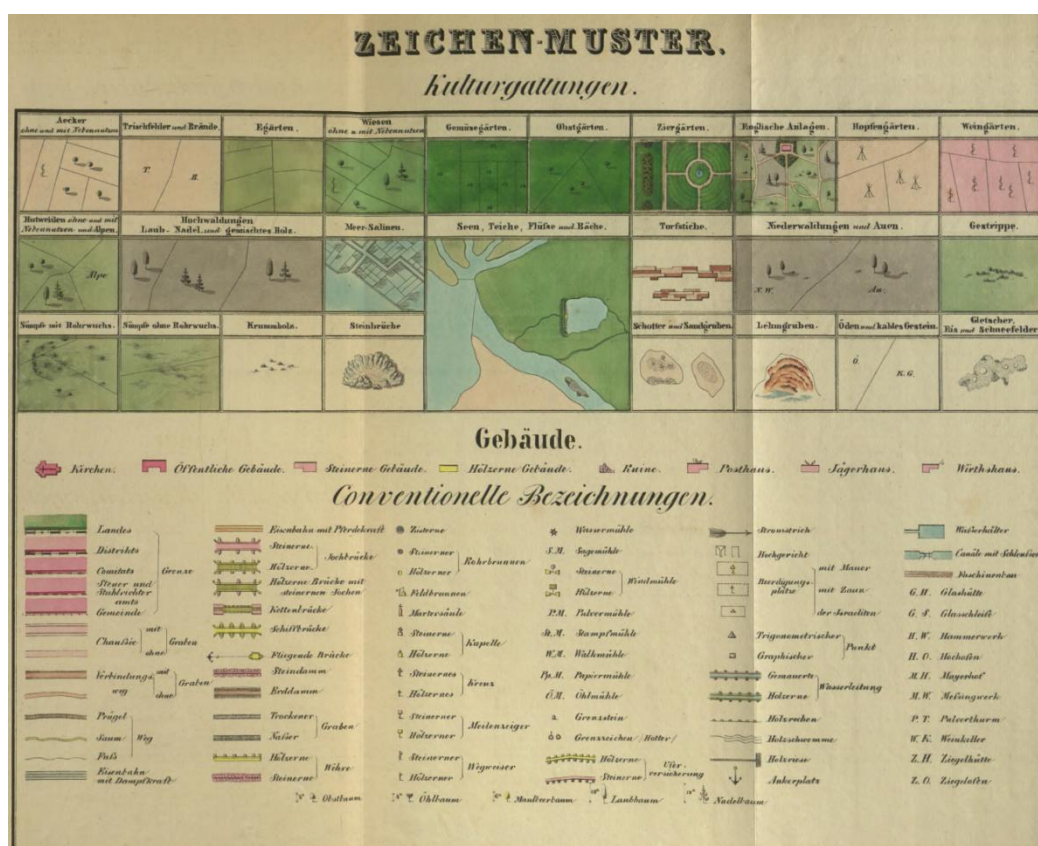 ZEICHEN-MUSTER.
Kulturgattungen.
Aecker
ohne und mit Nebennutzen
Trischfelder und Brände.
Egärten.
Wiesen
ohne u. mit Nebennutzen
Gemüsegärten.
Obstgärten.
Ziergärten.
Englische Anlagen.
Hopfengärten.
Weingärten.
T.
B.
Hutweiden ohne und mit
Nebennutzen und Alpen.
Hochwaldungen
Laub- Nadel- und gemischtes Holz.
Meer-Salinen.
Seen, Teiche, Flüße und Bäche.
Torfstiche.
Niederwaldungen und Auen.
Gestrippe.
Alpe
N.W.
Au
Sümpfe mit Rohrwuchs.
Sümpfe ohne Rohrwuchs.
Krummholz.
Steinbrüche
Schotter und Sandgruben.
Lehmgruben.
Öden und kahles Gestein.
Gletscher,
Eis und Schneefelder
Ö.
K.G.
Gebäude.
Kirchen.
Öffentliche Gebäude.
Steinerne Gebäude.
Hölzerne Gebäude.
Ruine.
Posthaus.
Jägerhaus.
Wirthshaus.
Conventionelle Bezeichnungen.
Landes
Distrikts
Comitats
Steuer und
Stuhlrichter
amts
Gemeinde
Grenze
Chaussée
mit
ohne
Graben
Verbindungs
weg
mit
ohne
Graben
Prügel
Saum
Fuß
Weg
Eisenbahn
mit Dampfkraft
Eisenbahn mit Pferdekraft
Steinerne
Hölzerne
Jochbrücke
Hölzerne Brücke mit
steinernen Jochen
Kettenbrücke
Schiffbrücke
Fliegende Brücke
Steindamm
Erddamm
Trockener
Naßer
Graben
Hölzerne
Steinerne
Wehre
Zisterne
Steinerner
Hölzerner
Rohrbrunnen
Feldbrunnen
Martersäule
Steinerne
Hölzerne
Kapelle
Steinernes
Hölzernes
Kreuz
Steinerner
Hölzerner
Meilenzeiger
Steinerner
Hölzerner
Wegweiser
Wassermühle
S.M. Sagemühle
Steinerne
Hölzerne
Windmühle
P.M. Pulvermühle
St.M. Stampfmühle
W.M. Walkmühle
Pp.M. Papiermühle
Ö.M. Öhlmühle
Grenzstein
Grenzzeichen /Hotter/
Hölzerne
Steinerne
Ufer-
versicherung
Stromstrich
Hochgericht
Beerdigungs-
plätze
mit Mauer
mit Zaun
der Israeliten
Trigonometrischer
Graphischer
Punkt
Gemauerte
Hölzerne
Wasserleitung
Holzrechen
Holzschwemme
Holzriese
Ankerplatz
Wasserhälter
Canäle mit Schleußen
Faschinenbau
G.H. Glashütte
G.S. Glasschleife
H.W. Hammerwerk
H.O. Hochofen
M.H. Mayerhof
M.W. Meßingwerk
P.T. Pulverthurm
W.K. Weinkeller
Z.H. Ziegelhütte
Z.O. Ziegelofen
Obstbaum
Öhlbaum
Maulbeerbaum
Laubbaum
Nadelbaum